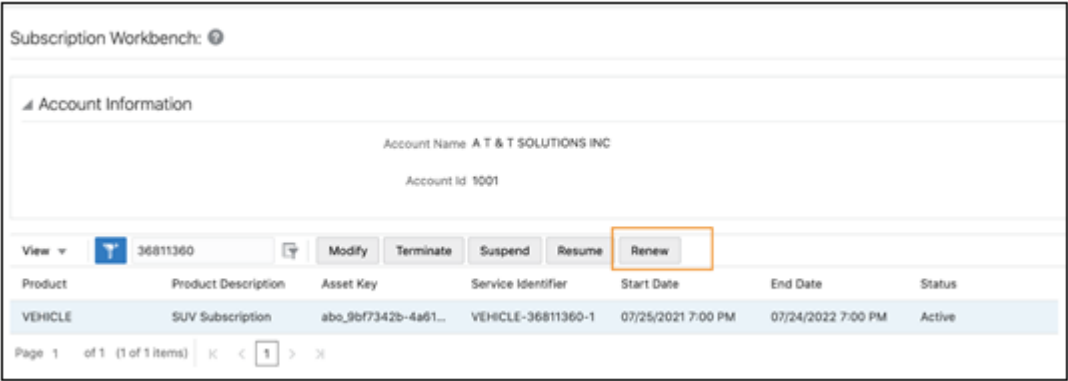 Subscription Workbench:
Account Information
Account Name A T & T SOLUTIONS INC
Account Id 1001
View 36811360 Modify Terminate Suspend Resume Renew
Product Product Description Asset Key Service Identifier Start Date End Date Status
VEHICLE SUV Subscription abo_9bf7342b-4a61... VEHICLE-36811360-1 07/25/2021 7:00 PM 07/24/2022 7:00 PM Active
Page 1 of 1 (1 of 1 items) 1